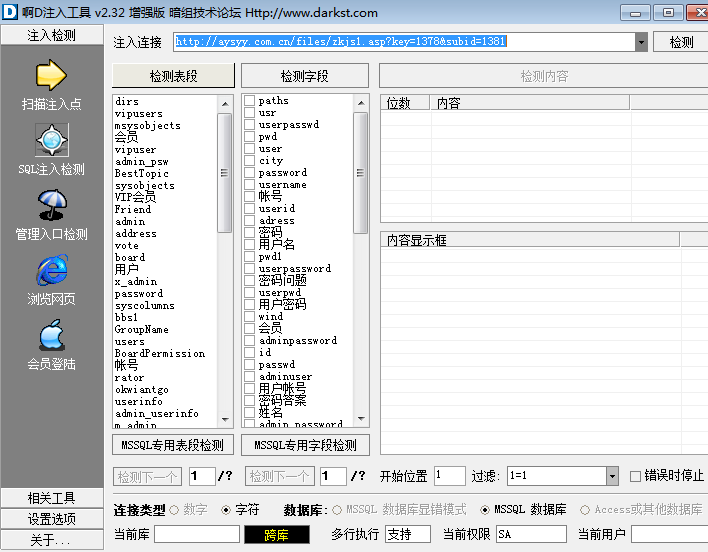 啊D注入工具 v2.32 增强版 暗组技术论坛 Http://www.darkst.com
注入检测
注入连接
http://aysyy.com.cn/files/zkjs1.asp?key=1378&subid=1381
检测
检测表段
检测字段
检测内容
扫描注入点
SQL注入检测
管理入口检测
浏览网页
会员登陆
相关工具
设置选项
关于...
dirs
vipusers
msysobjects
会员
vipuser
admin_psw
BestTopic
sysobjects
VIP会员
Friend
admin
address
vote
board
用户
x_admin
password
syscolumns
bbs1
GroupName
users
BoardPermission
帐号
rator
okwiantgo
userinfo
admin_userinfo
m_admin
paths
usr
userpasswd
pwd
user
city
password
username
帐号
userid
adress
密码
用户名
pwd1
userpassword
密码问题
userpwd
用户密码
wind
会员
adminpassword
id
passwd
adminuser
用户帐号
密码答案
姓名
admin_password
位数 内容
内容显示框
MSSQL专用表段检测
MSSQL专用字段检测
检测下一个 1 /?
检测下一个 1 /?
开始位置 1
过滤: 1=1
错误时停止
连接类型 数字 字符
数据库: MSSQL 数据库显错模式 MSSQL 数据库 Access或其他数据库
当前库 跨库 多行执行 支持 当前权限 SA 当前用户